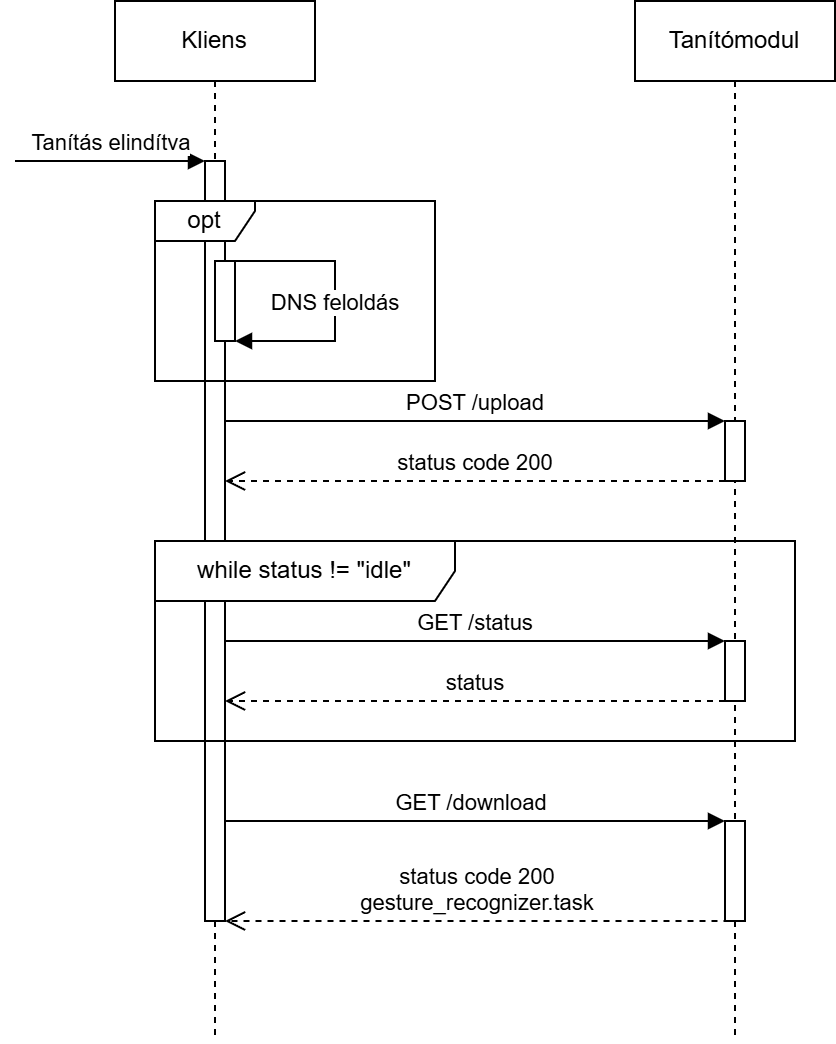 Kliens
Tanítómodul
Tanítás elindítva
opt
DNS feloldás
POST /upload
status code 200
while status != "idle"
GET /status
status
GET /download
status code 200
gesture_recognizer.task